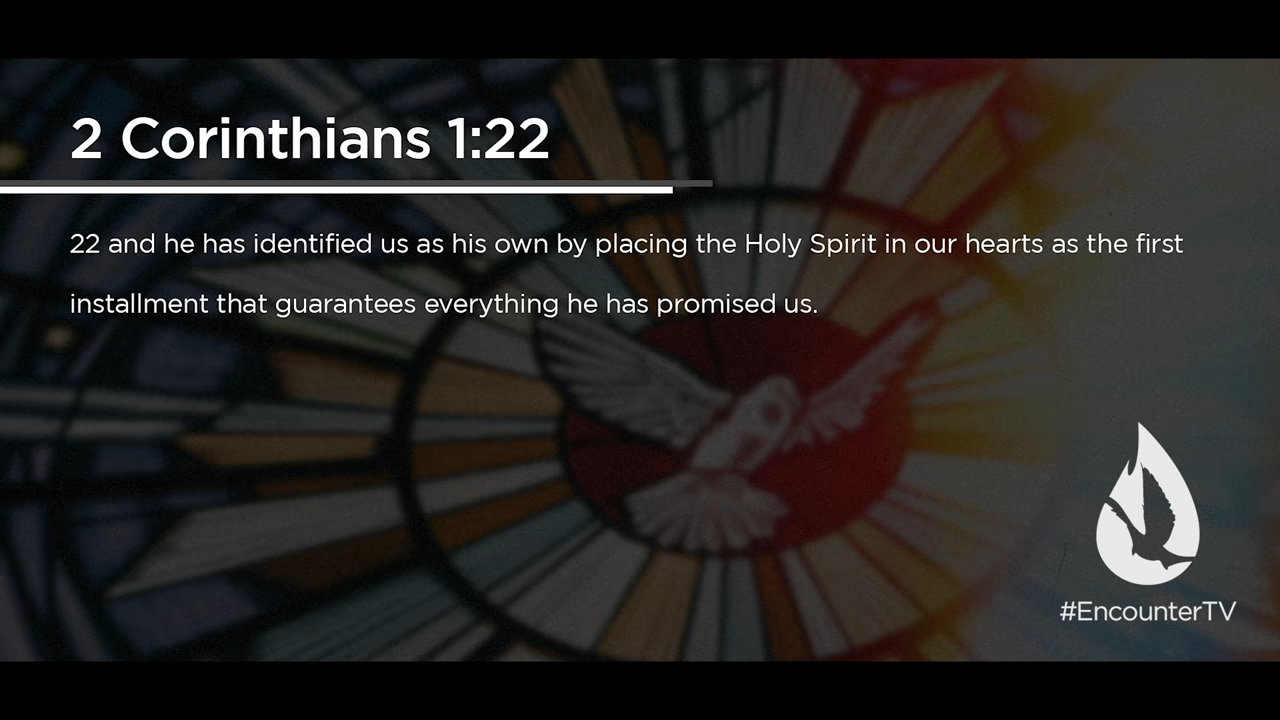 2 Corinthians 1:22
22 and he has identified us as his own by placing the Holy Spirit in our hearts as the first
installment that guarantees everything he has promised us.
#EncounterTV